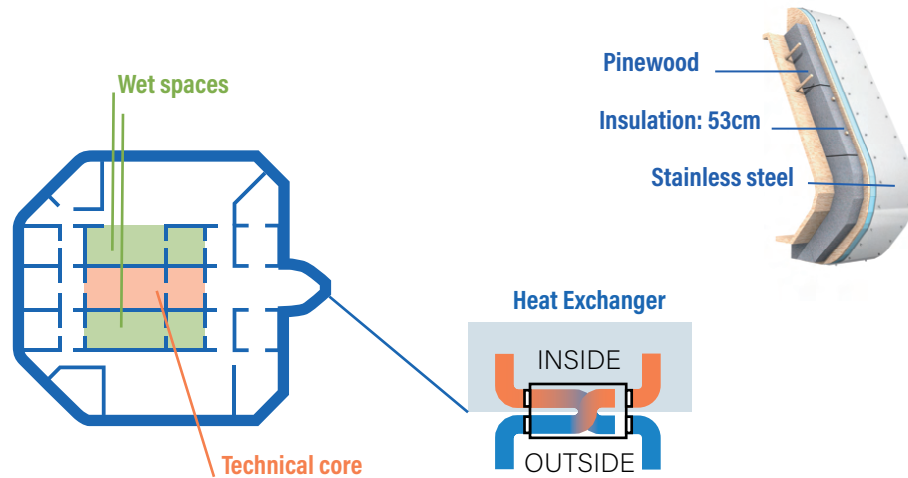 Wet spaces
Pinewood
Insulation: 53cm
Stainless steel
Heat Exchanger
INSIDE
OUTSIDE
Technical core